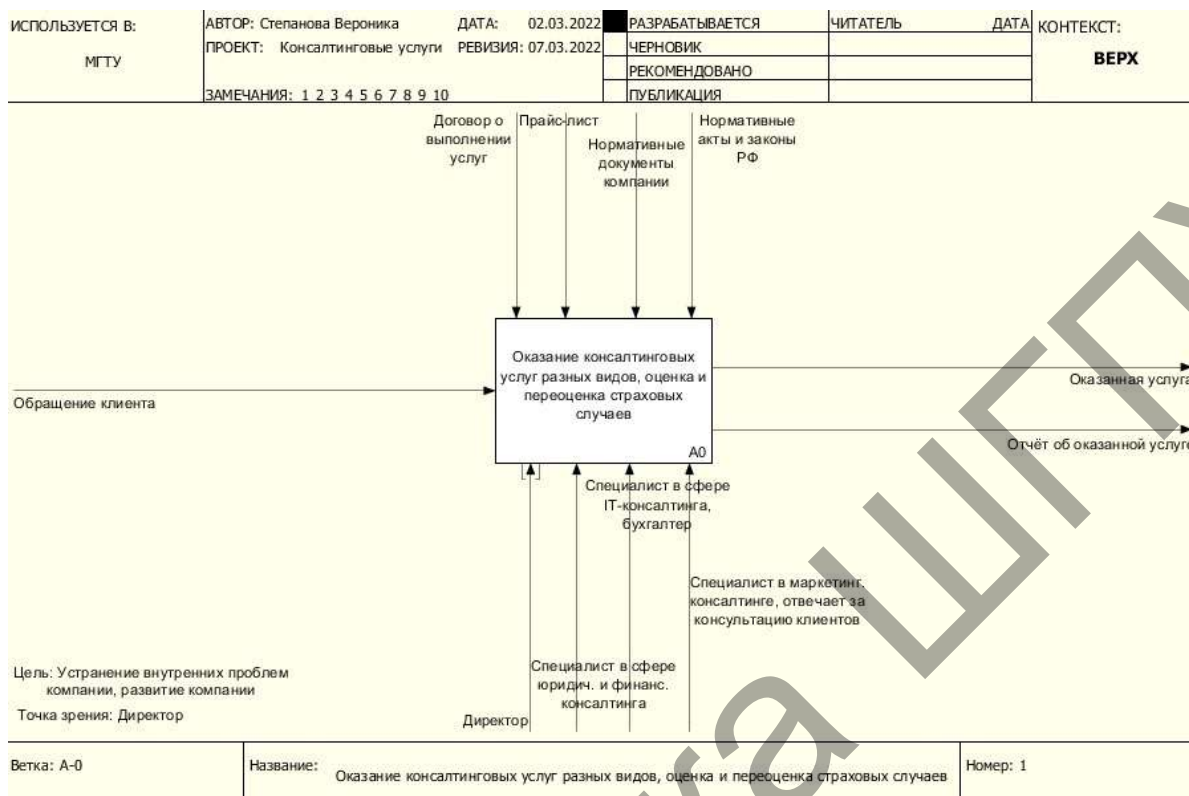 ИСПОЛЬЗУЕТСЯ В:
МГТУ
АВТОР: Степанова Вероника
ДАТА: 02.03.2022
ПРОЕКТ: Консалтинговые услуги
РЕВИЗИЯ: 07.03.2022
ЗАМЕЧАНИЯ: 1 2 3 4 5 6 7 8 9 10
РАЗРАБАТЫВАЕТСЯ
ЧЕРНОВИК
РЕКОМЕНДОВАНО
ПУБЛИКАЦИЯ
ЧИТАТЕЛЬ
ДАТА
КОНТЕКСТ:
ВЕРХ
Договор о
выполнении
услуг
Прайс-лист
Нормативные
документы
компании
Нормативные
акты и законы
РФ
Обращение клиента
Оказание консалтинговых
услуг разных видов, оценка и
переоценка страховых
случаев
A0
Оказанная услуга
Отчёт об оказанной услуге
Специалист в сфере
IT-консалтинга,
бухгалтер
Специалист в маркетинг.
консалтинге, отвечает за
консультацию клиентов
Специалист в сфере
юридич. и финанс.
консалтинга
Директор
Цель: Устранение внутренних проблем
компании, развитие компании
Точка зрения: Директор
Ветка: A-0
Название:
Оказание консалтинговых услуг разных видов, оценка и переоценка страховых случаев
Номер: 1